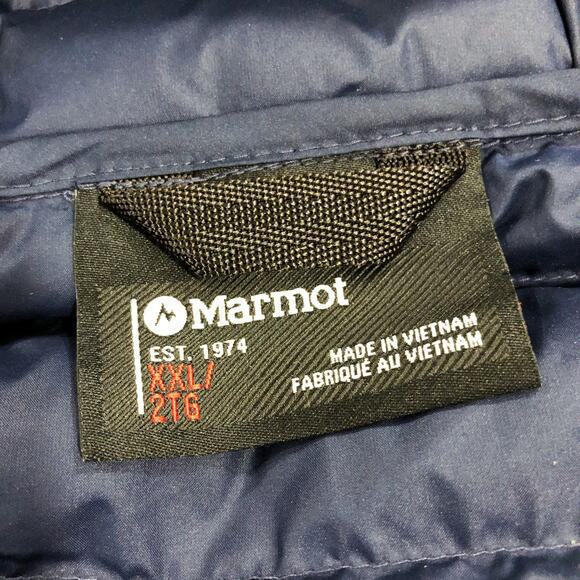 Marmot
EST. 1974
XXL/
2TG
MADE IN VIETNAM
FABRIQUÉ AU VIETNAM